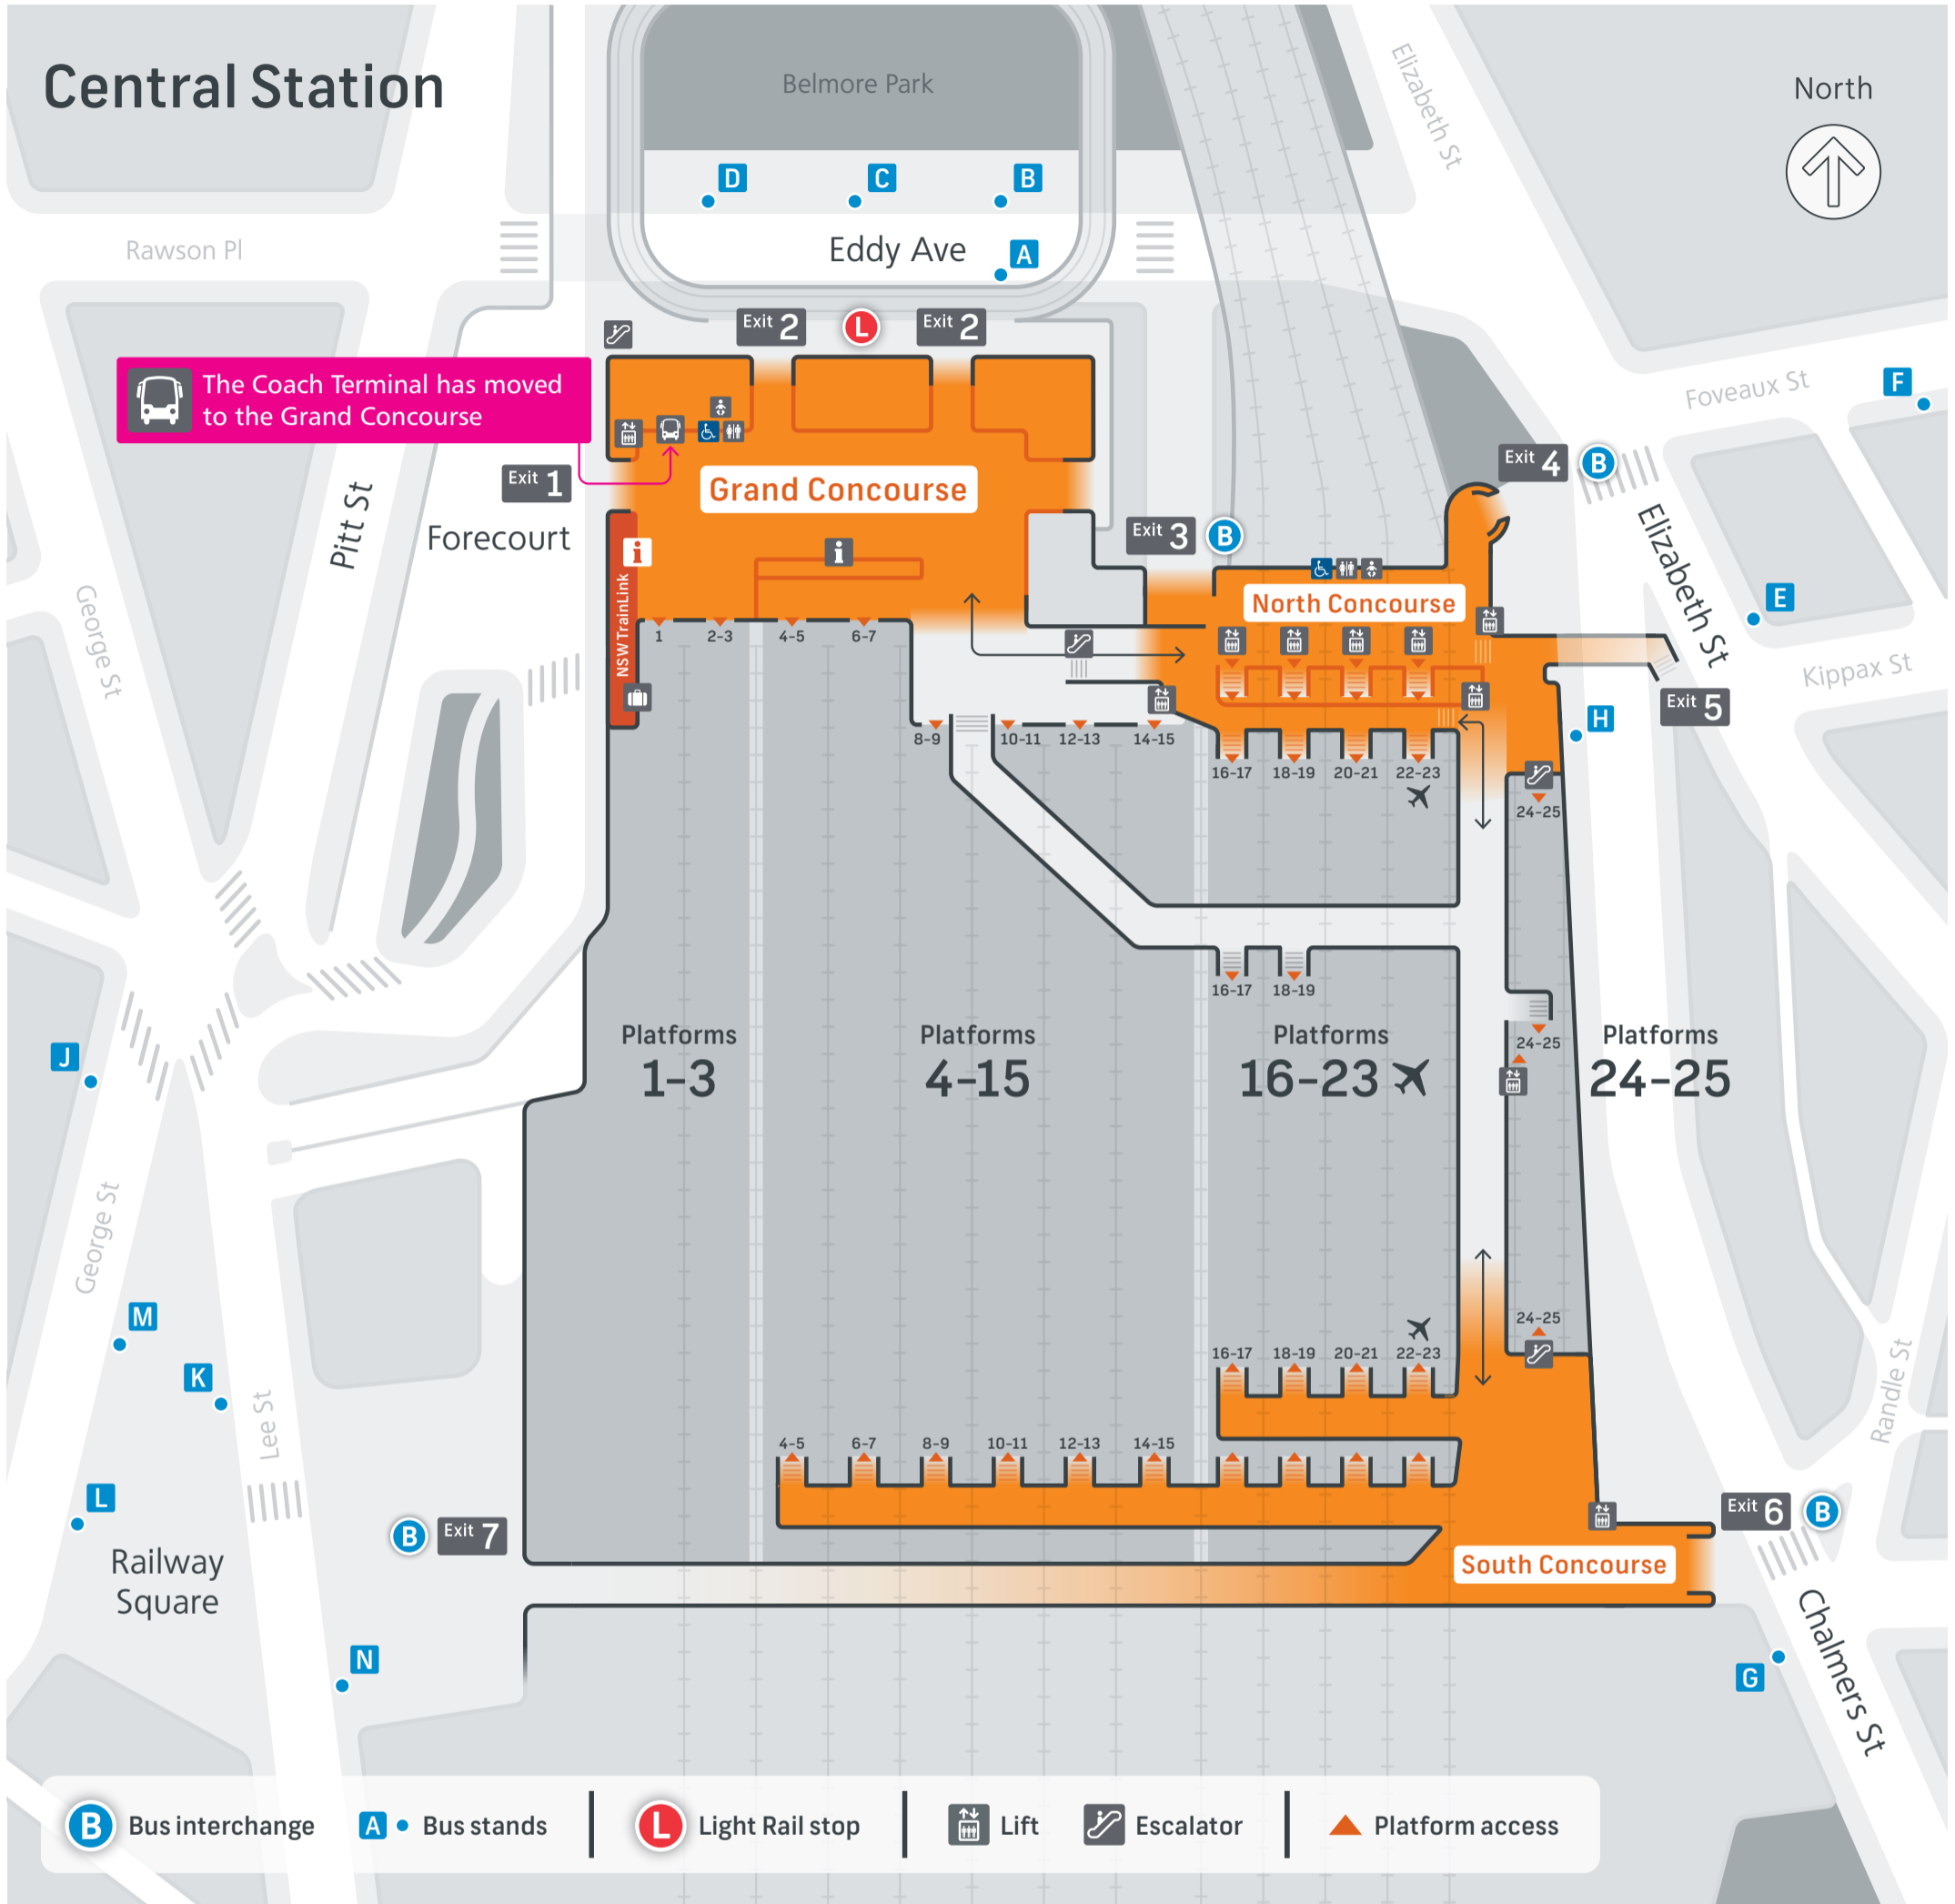 Central Station
Belmore Park
Elizabeth St
North
D
C
B
Rawson Pl
Eddy Ave
A
Exit 2
L
Exit 2
The Coach Terminal has moved
to the Grand Concourse
Foveaux St
F
Exit 1
Grand Concourse
Exit 4
B
Pitt St
Forecourt
Exit 3
B
Elizabeth St
i
i
George St
NSW TrainLink
North Concourse
E
1
2-3
4-5
6-7
Kippax St
Exit 5
H
8-9
10-11
12-13
14-15
16-17
18-19
20-21
22-23
24-25
16-17
18-19
Platforms
1-3
Platforms
4-15
Platforms
16-23
24-25
Platforms
24-25
J
George St
M
K
Lee St
24-25
16-17
18-19
20-21
22-23
Randle St
4-5
6-7
8-9
10-11
12-13
14-15
L
B
Exit 7
Exit 6
B
Railway
Square
South Concourse
N
G
Chalmers St
B
Bus interchange
A
Bus stands
L
Light Rail stop
Lift
Escalator
Platform access